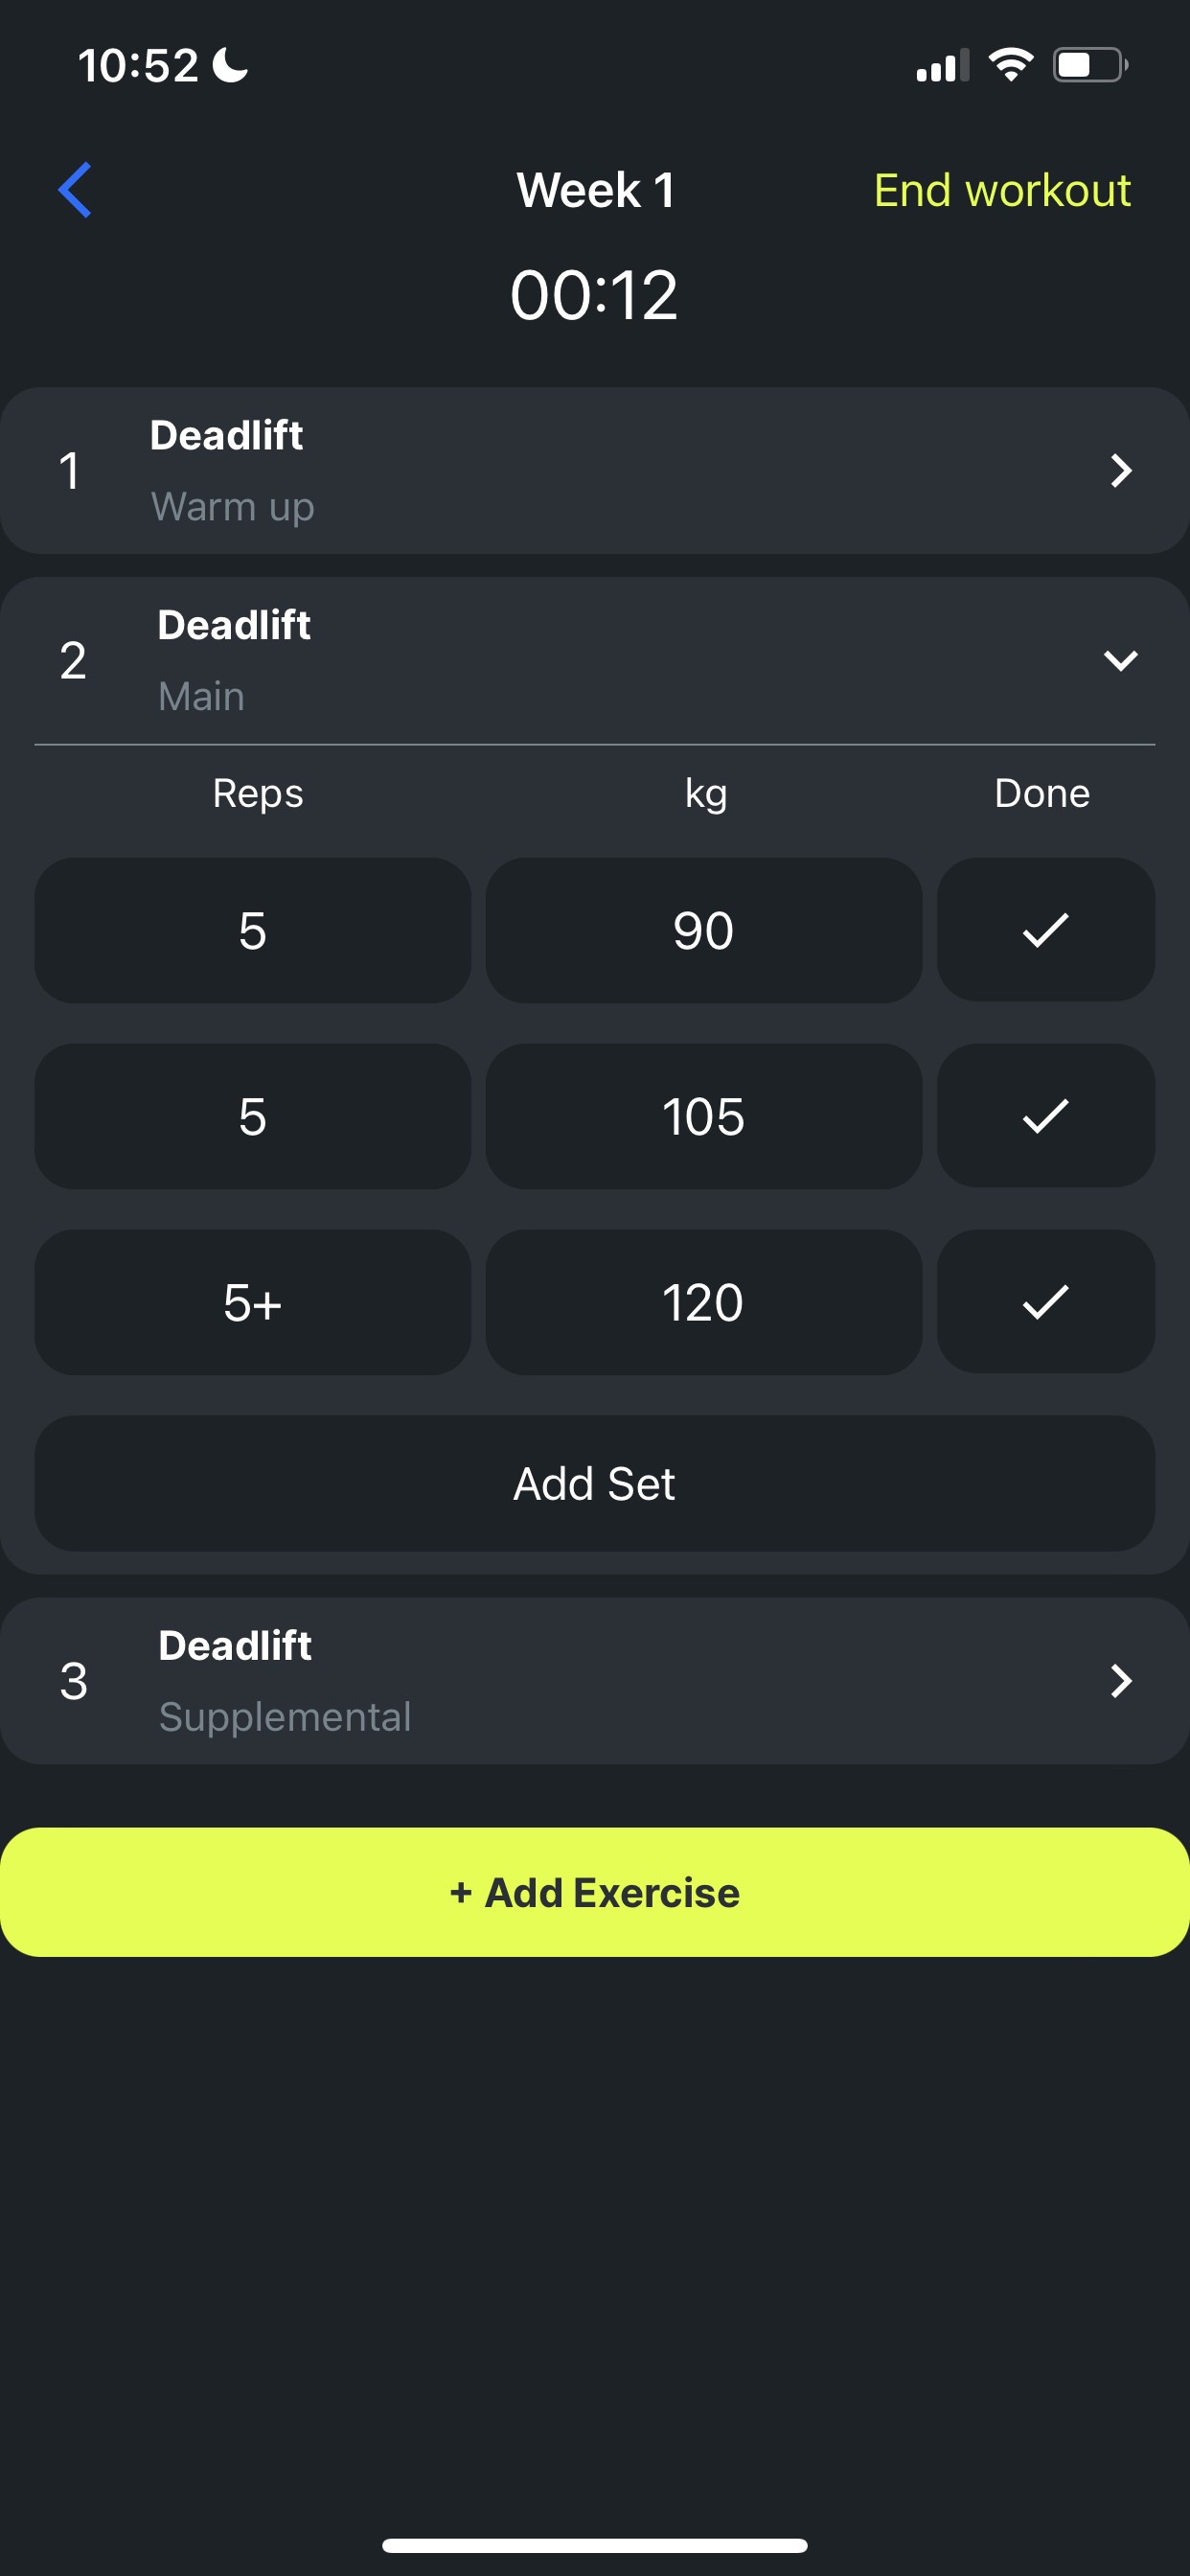 10:52
Week 1 End workout
00:12
1 Deadlift
Warm up
2 Deadlift
Main
Reps kg Done
5 90
5 105
5+ 120
Add Set
3 Deadlift
Supplemental
+ Add Exercise